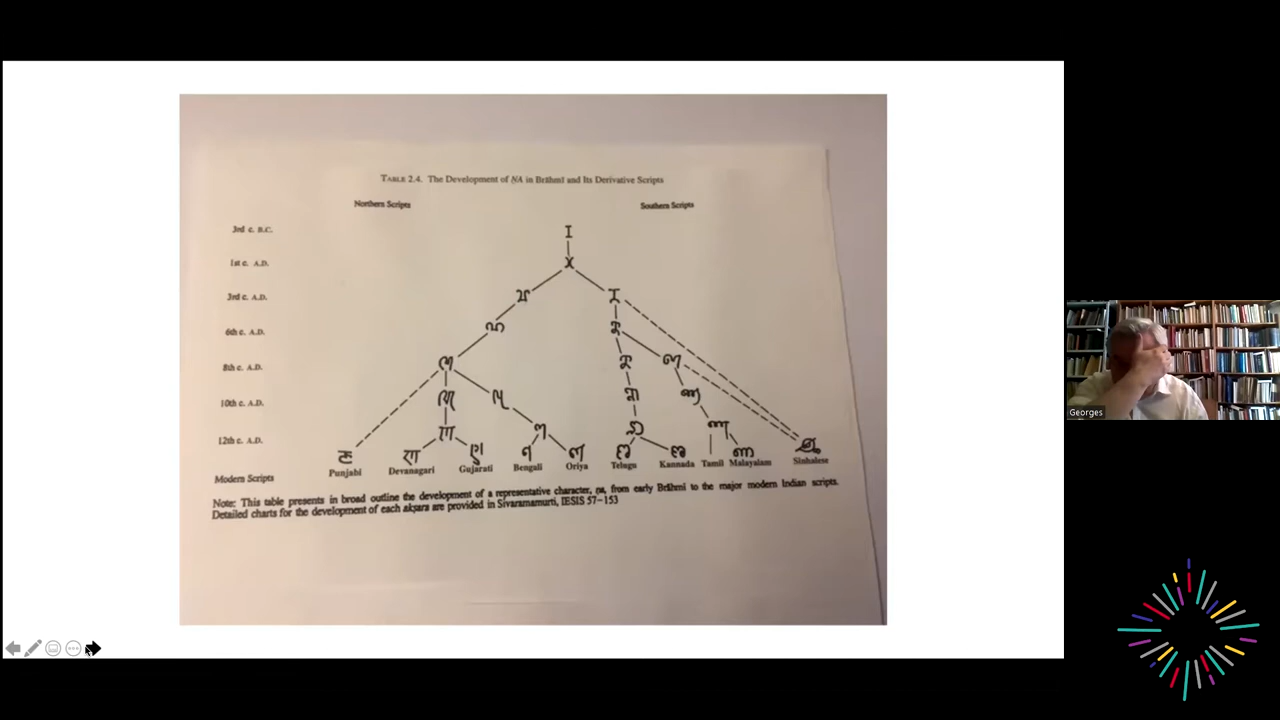 TABLE 2.4. The Development of ṆA in Brāhmī and Its Derivative Scripts
Northern Scripts Southern Scripts
3rd c. B.C.
1st c. A.D.
3rd c. A.D.
6th c. A.D.
8th c. A.D.
10th c. A.D.
12th c. A.D.
Modern Scripts
Punjabi Devanagari Gujarati Bengali Oriya Telugu Kannada Tamil Malayalam Sinhalese
Note: This table presents in broad outline the development of a representative character, ṇa, from early Brāhmī to the major modern Indian scripts.
Detailed charts for the development of each akṣara are provided in Sivaramamurti, IESIS 57–153
Georges